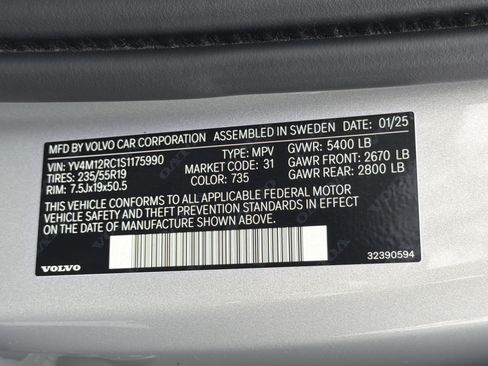 MFD BY VOLVO CAR CORPORATION ASSEMBLED IN SWEDEN 01/25
VIN: YV4M12RC1S1175990 TYPE: MPV GVWR: 5400 LB
TIRES: 235/55R19 MARKET CODE: 31 GAWR FRONT: 2670 LB
RIM: 7.5Jx19x50.5 COLOR: 735 GAWR REAR: 2800 LB
THIS VEHICLE CONFORMS TO ALL APPLICABLE FEDERAL MOTOR
VEHICLE SAFETY AND THEFT PREVENTION STANDARDS IN EFFECT
ON THE DATE OF MANUFACTURE SHOWN ABOVE.
VOLVO 32390594